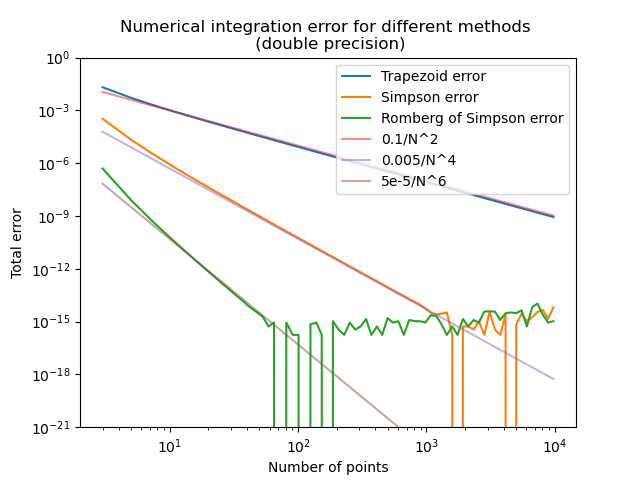 Numerical integration error for different methods
(double precision)
Total error
10^0
10^-3
10^-6
10^-9
10^-12
10^-15
10^-18
10^-21
Trapezoid error
Simpson error
Romberg of Simpson error
0.1/N^2
0.005/N^4
5e-5/N^6
10^1
10^2
10^3
10^4
Number of points